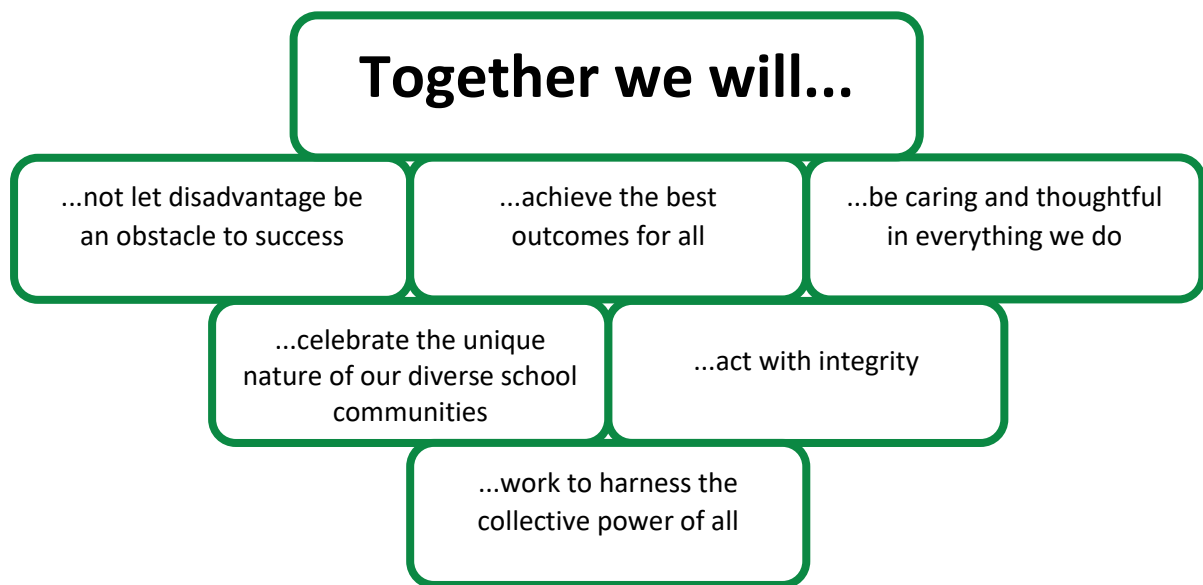 Together we will...
...not let disadvantage be
an obstacle to success
...achieve the best
outcomes for all
...be caring and thoughtful
in everything we do
...celebrate the unique
nature of our diverse school
communities
...act with integrity
...work to harness the
collective power of all